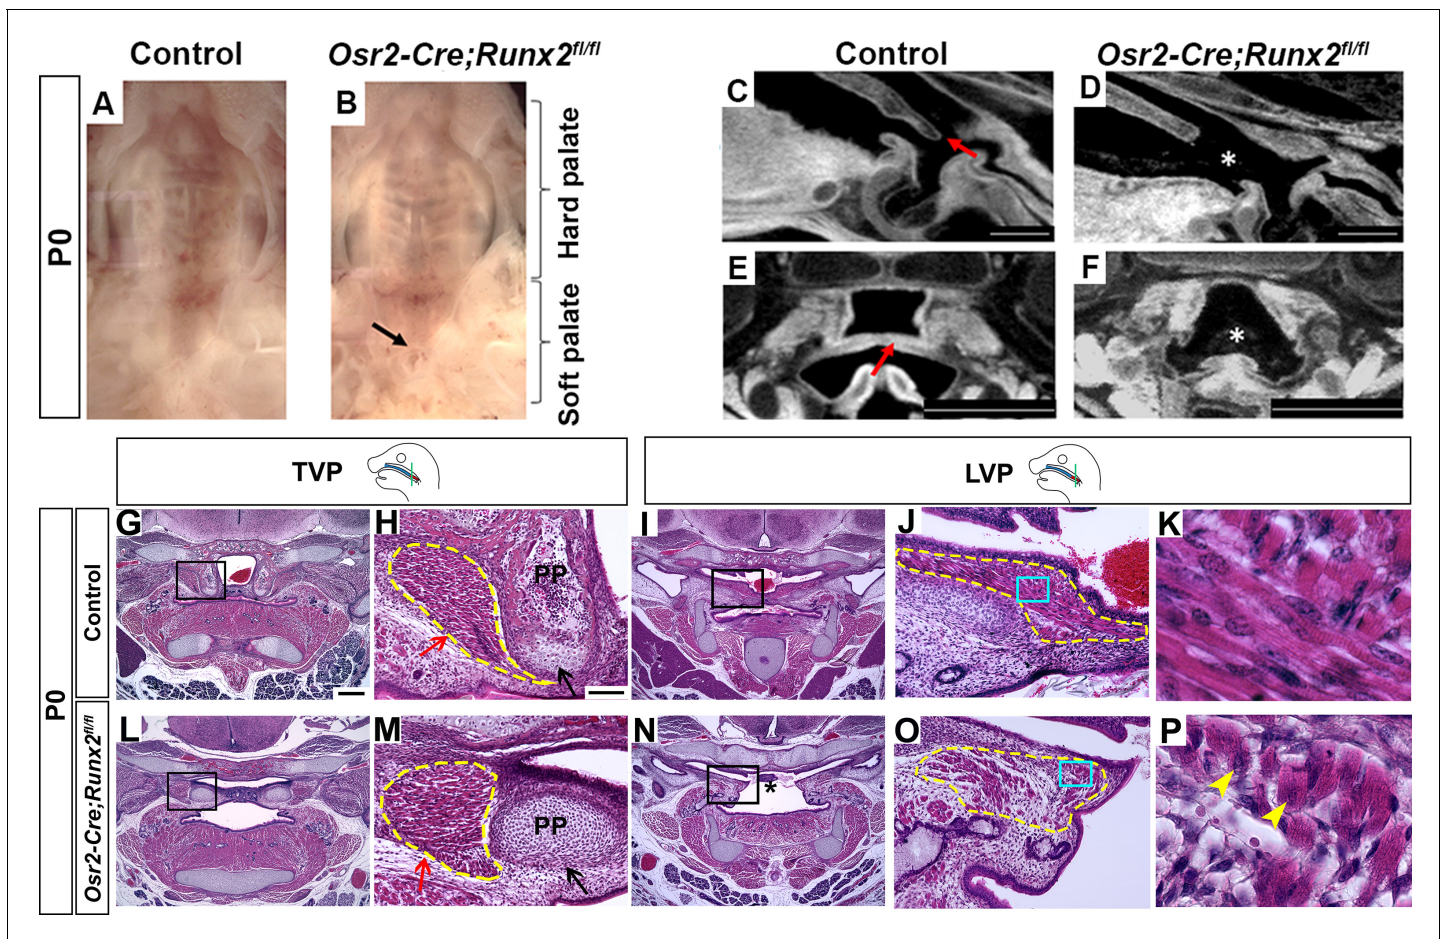 Control
Osr2-Cre;Runx2fl/fl
Control
Osr2-Cre;Runx2fl/fl
P0
A
B
Hard palate
Soft palate
C
D
*
E
F
*
TVP
LVP
P0
Control
G
H
PP
I
J
K
Osr2-Cre;Runx2fl/fl
L
M
PP
N
*
O
P